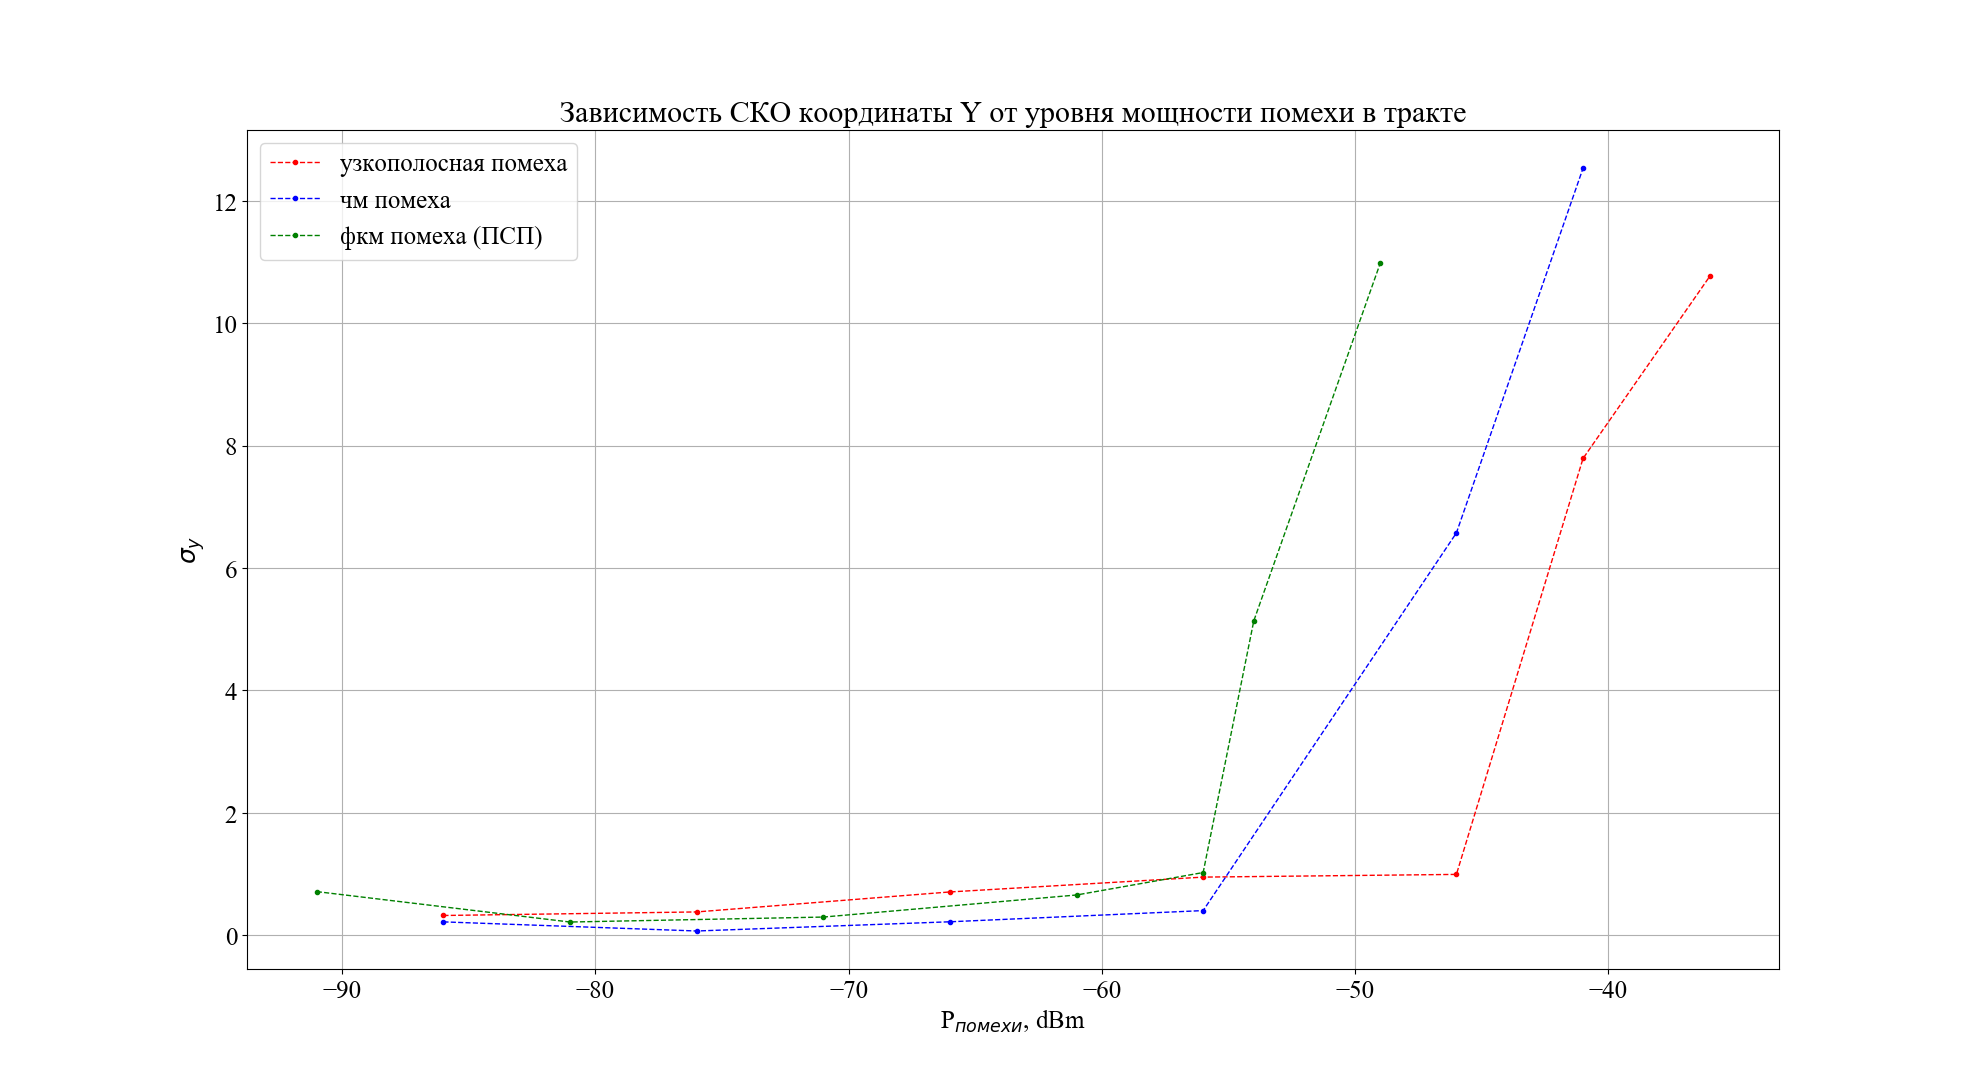 Зависимость СКО координаты Y от уровня мощности помехи в тракте
узкополосная помеха
чм помеха
фкм помеха (ПСП)
12
10
8
6
4
2
0
σy
−90 −80 −70 −60 −50 −40
Pпомехи, dBm